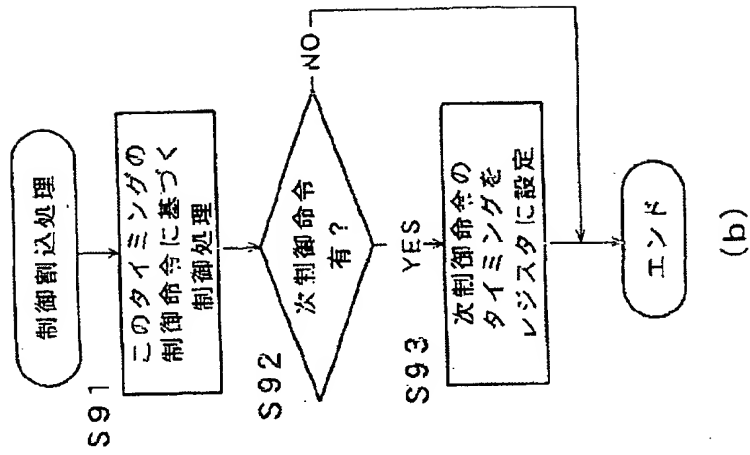 制御割込処理
S91
このタイミングの
制御命令に基づく
制御処理
S92
次制御命令
有？
NO
YES
S93
次制御命令の
タイミングを
レジスタに設定
エンド
(b)